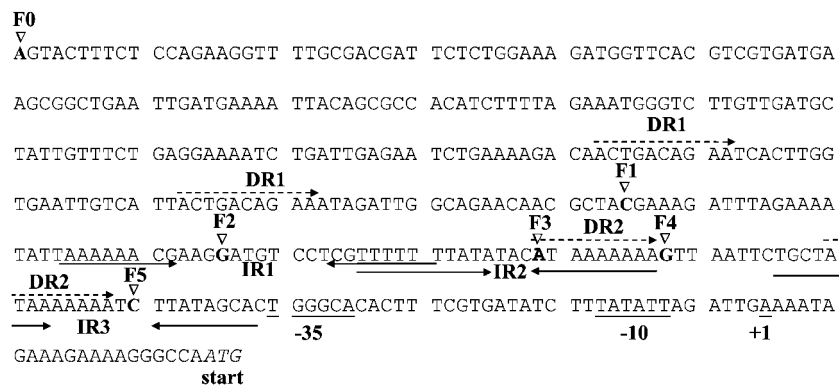 F0
AGTACTTTCT CCAGAAGGTT TTGCGACGAT TCTCTGGAAA GATGGTTCAC GTCGTGATGA
AGCGGCTGAA TTGATGAAAA TTACAGCGCC ACATCTTTTA GAAATGGGTC TTGTTGATGC
DR1
TATTGTTTCT GAGGAAAATC TGATTGAGAA TCTGAAAAGA CAACTGACAG AATCACTTGG
DR1 F1
TGAATTGTCA TTACTGACAG AAATAGATTG GCAGAACAAC GCTACGAAAG ATTTAGAAAA
F2 F3 DR2 F4
TATTAAAAAA CGAAGGATGT CCTCGTTTTT TTATATACAT AAAAAAAGTT AATTCTGCTA
IR1 IR2
DR2 F5
TAAAAAAATC TTATAGCACT GGGCACACTT TCGTGATATC TTTATATTAG ATTGAAAATA
IR3 -35 -10 +1
GAAAGAAAAGGGCCAATG
start